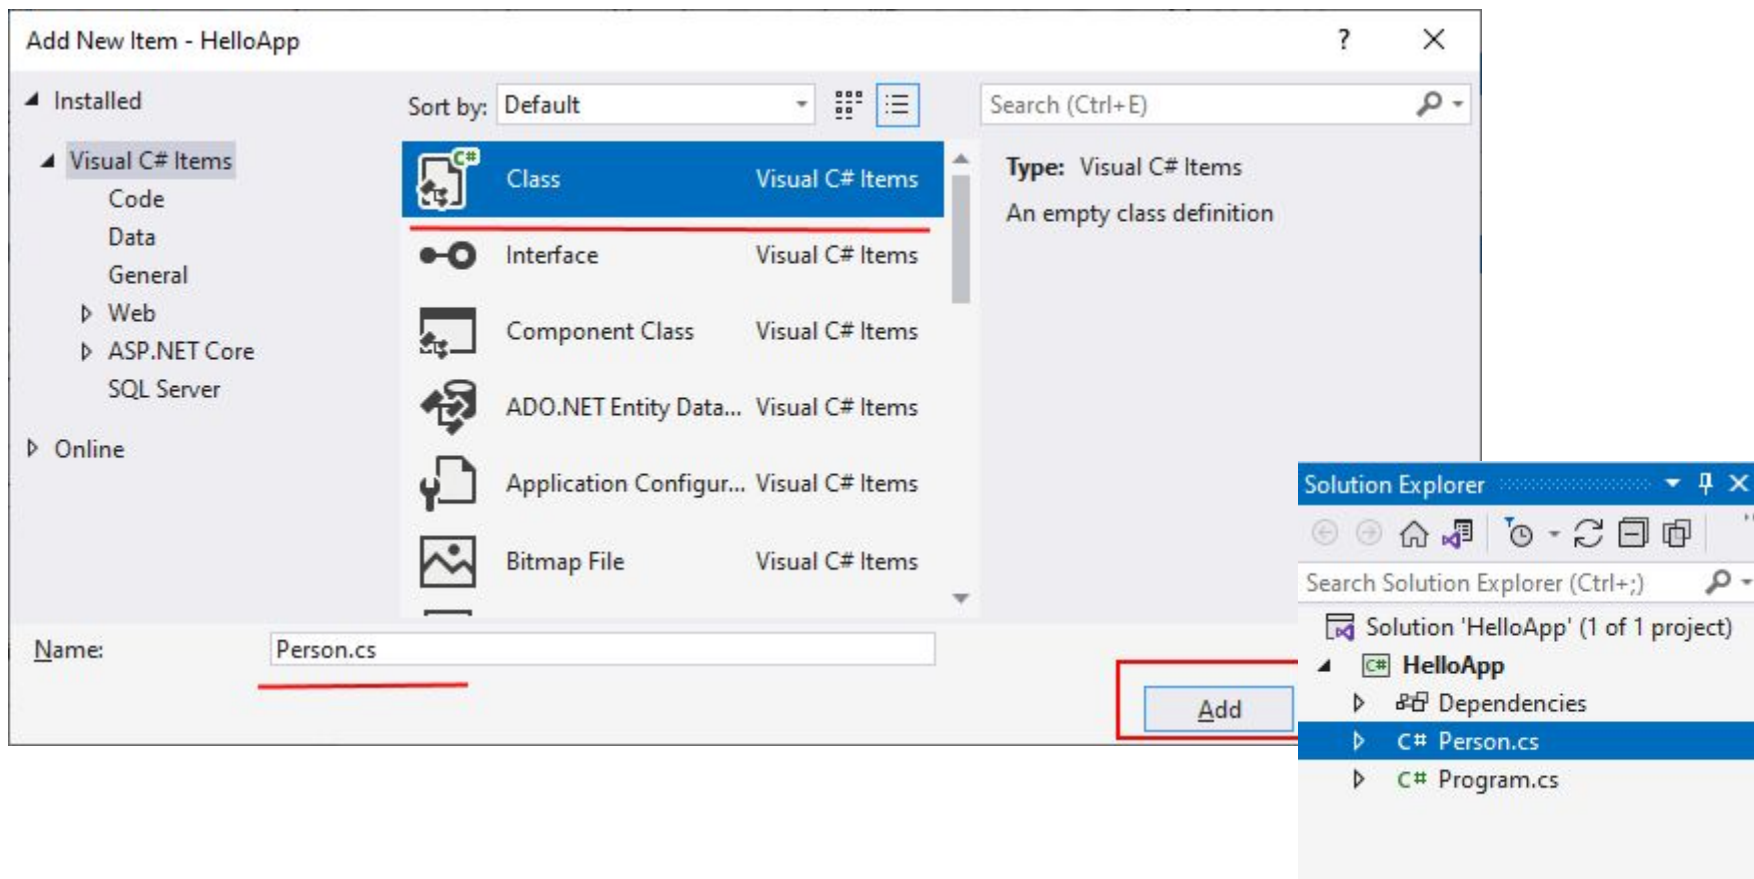 Add New Item - HelloApp
?
Installed
Sort by: Default
Search (Ctrl+E)
Visual C# Items
Code
Data
General
Web
ASP.NET Core
SQL Server
Online
C#
Class Visual C# Items
Interface Visual C# Items
Component Class Visual C# Items
ADO.NET Entity Data... Visual C# Items
Application Configur... Visual C# Items
Bitmap File Visual C# Items
Type: Visual C# Items
An empty class definition
Name: Person.cs
Add
Solution Explorer
Search Solution Explorer (Ctrl+;)
Solution 'HelloApp' (1 of 1 project)
C# HelloApp
Dependencies
C# Person.cs
C# Program.cs